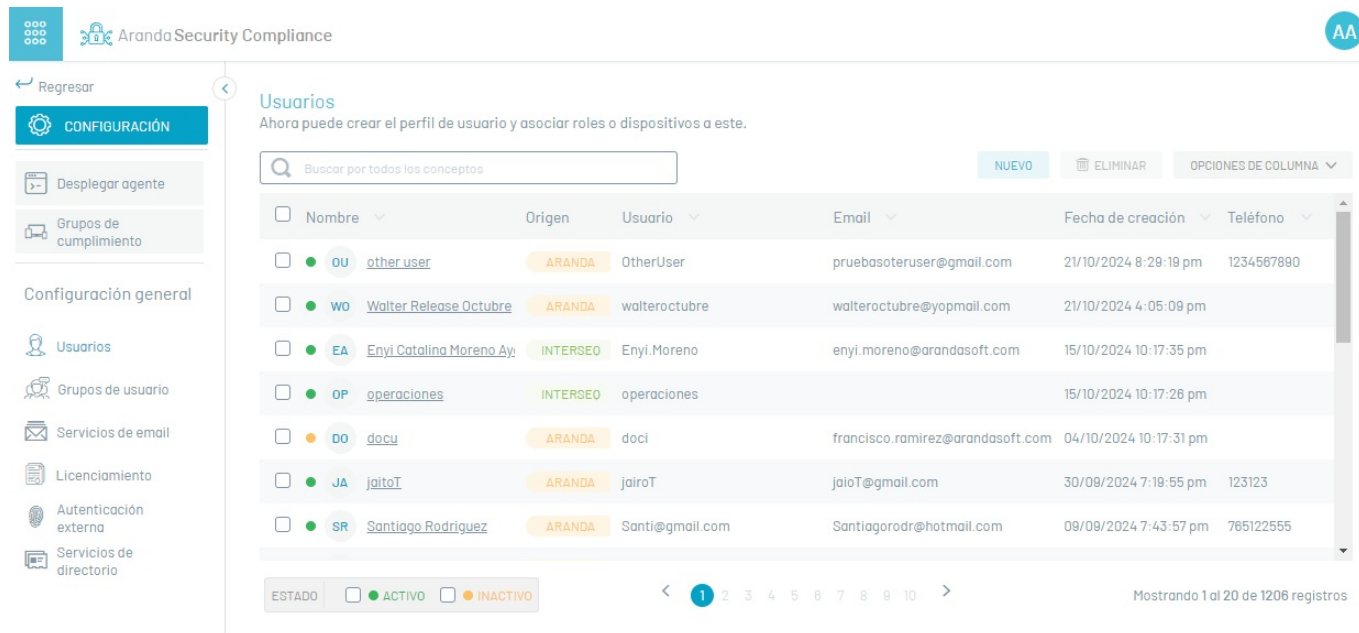 Aranda Security Compliance
AA
Regresar
CONFIGURACIÓN
Desplegar agente
Grupos de
cumplimiento
Configuración general
Usuarios
Grupos de usuario
Servicios de email
Licenciamiento
Autenticación
externa
Servicios de
directorio
Usuarios
Ahora puede crear el perfil de usuario y asociar roles o dispositivos a este.
Buscar por todos los conceptos
NUEVO ELIMINAR OPCIONES DE COLUMNA
Nombre Origen Usuario Email Fecha de creación Teléfono
OU other user ARANDA OtherUser pruebasoteruser@gmail.com 21/10/2024 8:29:19 pm 1234567890
WO Walter Release Octubre ARANDA walteroctubre walteroctubre@yopmail.com 21/10/2024 4:05:09 pm
EA Enyi Catalina Moreno Ay INTERSEQ Enyi.Moreno enyi.moreno@arandasoft.com 15/10/2024 10:17:35 pm
OP operaciones INTERSEQ operaciones 15/10/2024 10:17:26 pm
DO docu ARANDA doci francisco.ramirez@arandasoft.com 04/10/2024 10:17:31 pm
JA jaitoT ARANDA jairoT jaioT@gmail.com 30/09/2024 7:19:55 pm 123123
SR Santiago Rodriguez ARANDA Santi@gmail.com Santiagorodr@hotmail.com 09/09/2024 7:43:57 pm 765122555
ESTADO ACTIVO INACTIVO
1 2 3 4 5 6 7 8 9 10
Mostrando 1 al 20 de 1206 registros